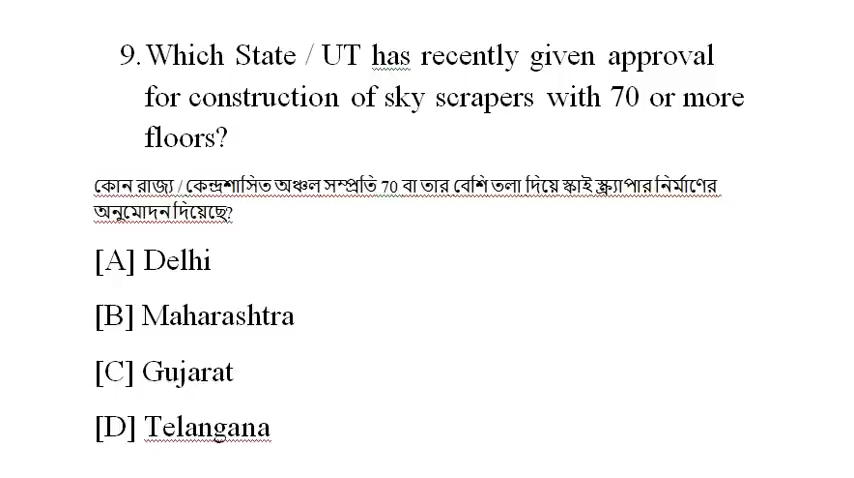 9. Which State / UT has recently given approval
for construction of sky scrapers with 70 or more
floors?
কোন রাজ্য / কেন্দ্রশাসিত অঞ্চল সম্প্রতি 70 বা তার বেশি তলা দিয়ে স্কাই স্ক্র্যাপার নির্মাণের
অনুমোদন দিয়েছে?
[A] Delhi
[B] Maharashtra
[C] Gujarat
[D] Telangana